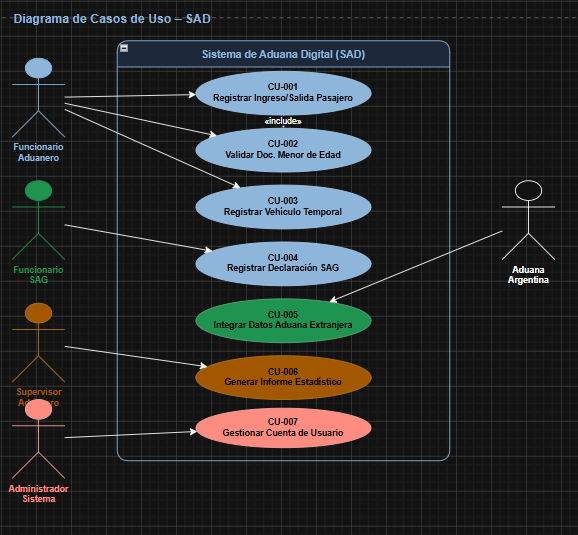 Diagrama de Casos de Uso – SAD
Sistema de Aduana Digital (SAD)
CU-001
Registrar Ingreso/Salida Pasajero
«include»
CU-002
Validar Doc. Menor de Edad
Funcionario
Aduanero
CU-003
Registrar Vehículo Temporal
CU-004
Registrar Declaración SAG
Funcionario
SAG
Aduana
Argentina
CU-005
Integrar Datos Aduana Extranjera
CU-006
Generar Informe Estadístico
Supervisor
CU-007
Gestionar Cuenta de Usuario
Administrador
Sistema